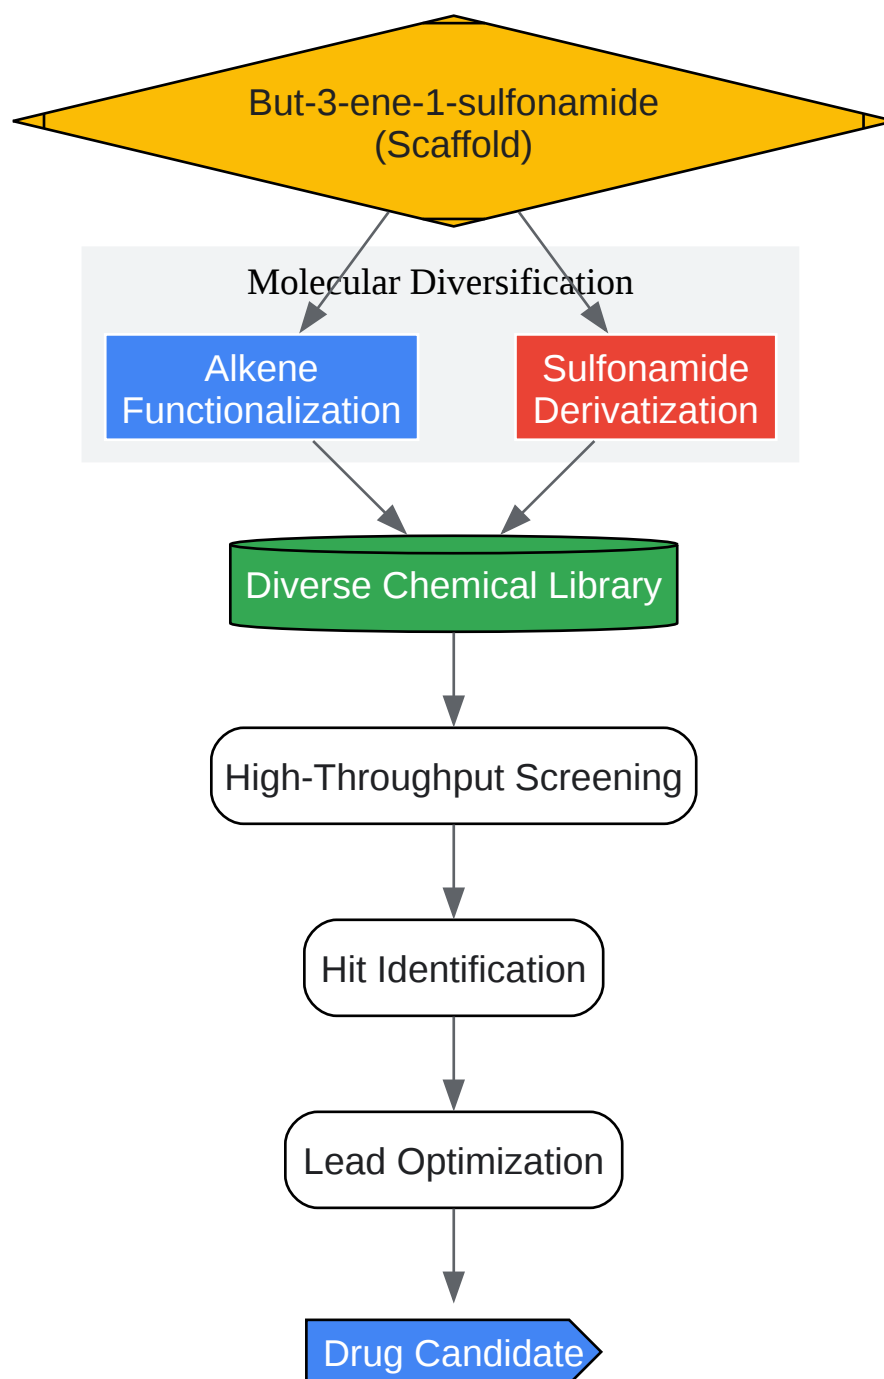 But-3-ene-1-sulfonamide
(Scaffold)
Molecular Diversification
Alkene
Functionalization
Sulfonamide
Derivatization
Diverse Chemical Library
High-Throughput Screening
Hit Identification
Lead Optimization
Drug Candidate